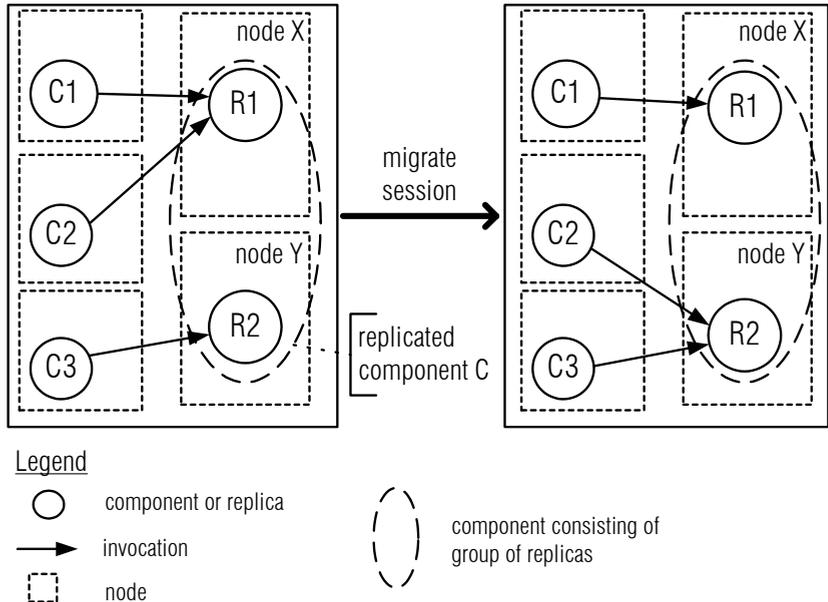 node X
C1
R1
C2
node Y
R2
C3
migrate
session
replicated
component C
node X
C1
R1
C2
node Y
R2
C3
Legend
component or replica
invocation
node
component consisting of
group of replicas